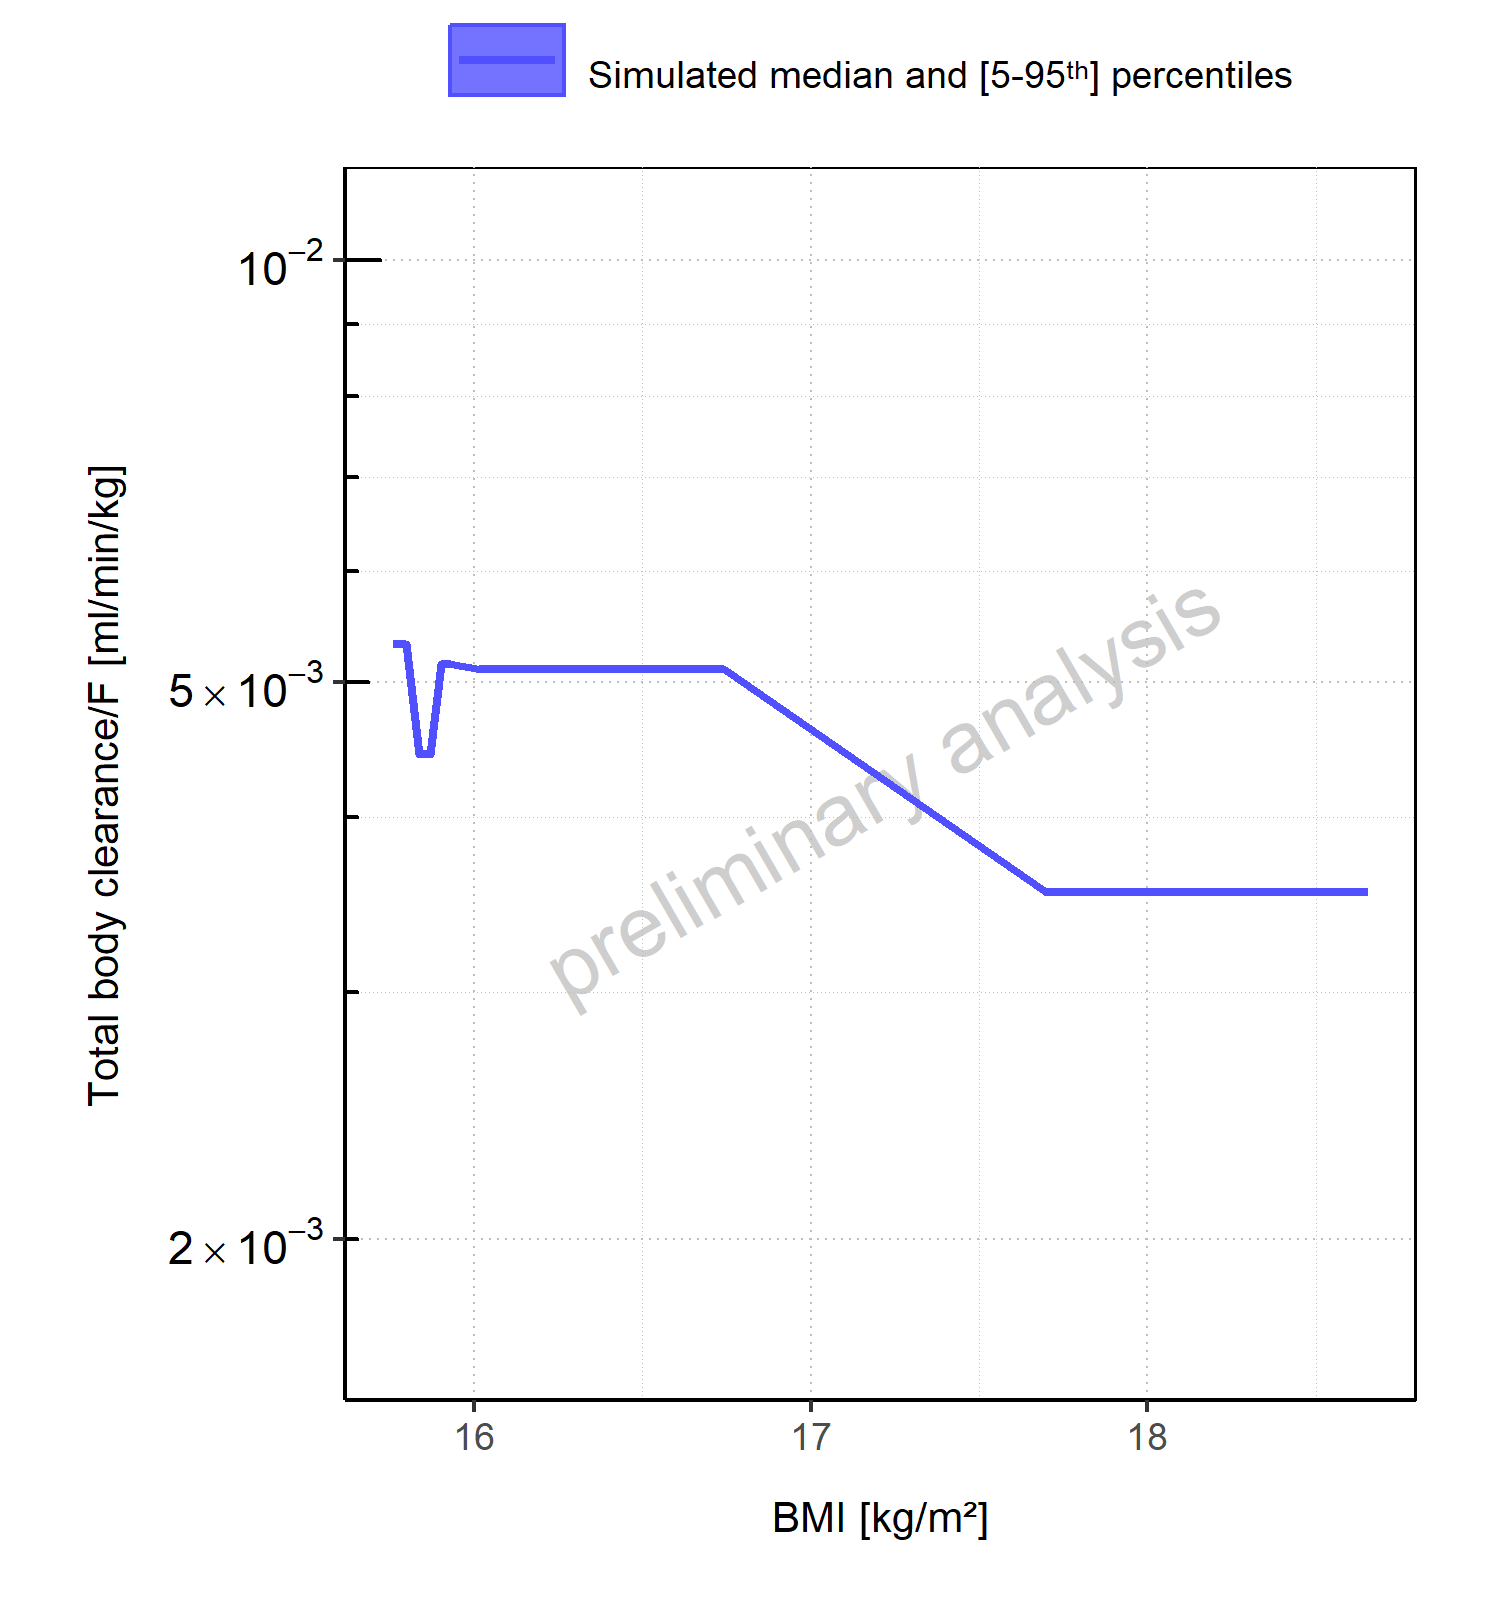 Simulated median and [5-95ᵗʰ] percentiles
10⁻²
5 × 10⁻³
2 × 10⁻³
Total body clearance/F [ml/min/kg]
preliminary analysis
16 17 18
BMI [kg/m²]